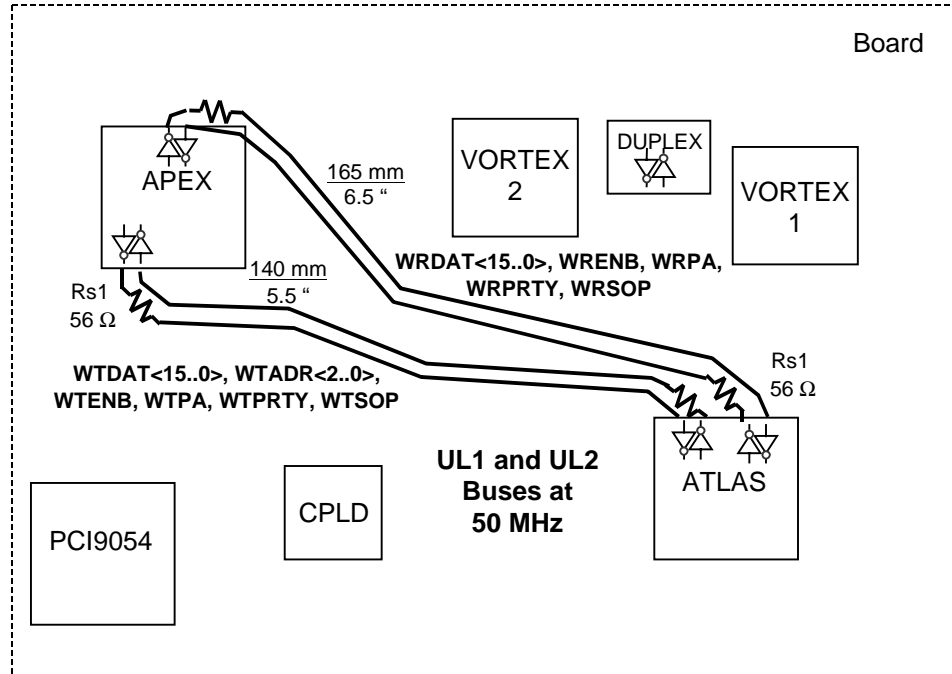 Board
APEX
165 mm
6.5 “
VORTEX
2
DUPLEX
VORTEX
1
WRDAT<15..0>, WRENB, WRPA,
WRPRTY, WRSOP
140 mm
5.5 “
Rs1
56 Ω
WTDAT<15..0>, WTADR<2..0>,
WTENB, WTPA, WTPRTY, WTSOP
Rs1
56 Ω
UL1 and UL2
Buses at
50 MHz
ATLAS
CPLD
PCI9054